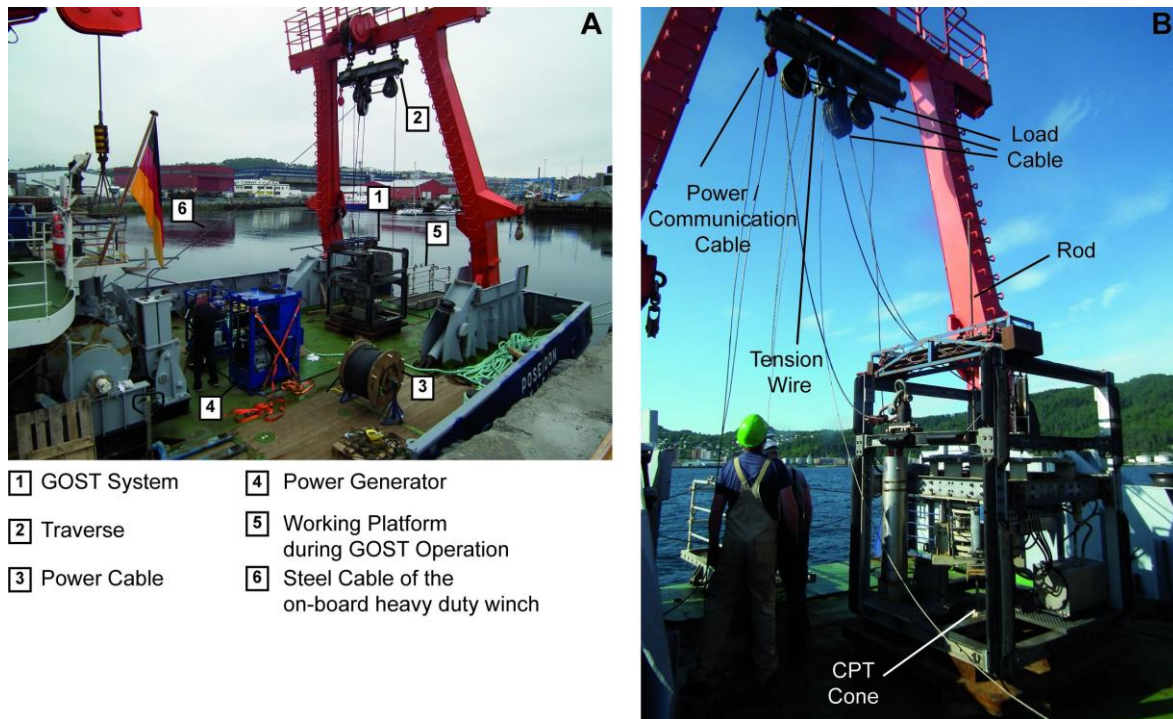 A
2
1
6
5
3
4
POSEIDON
1 GOST System
2 Traverse
3 Power Cable
4 Power Generator
5 Working Platform
during GOST Operation
6 Steel Cable of the
on-board heavy duty winch
B
Load
Cable
Power
Communication
Cable
Rod
Tension
Wire
CPT
Cone